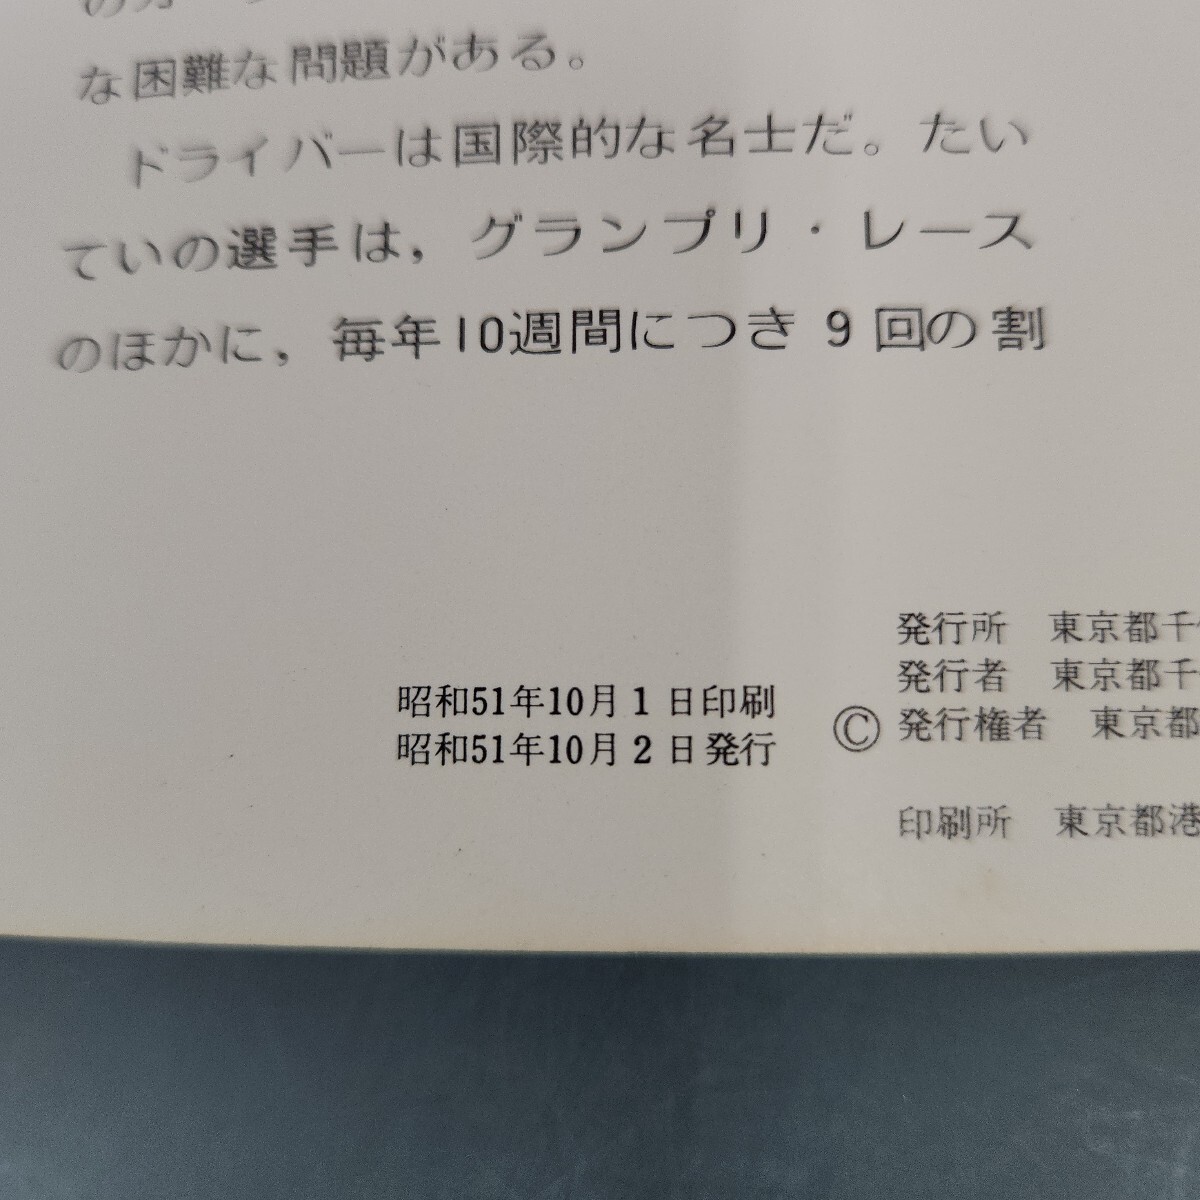 な困難な問題がある。
ドライバーは国際的な名士だ。たい
ていの選手は，グランプリ・レース
のほかに，毎年10週間につき 9 回の割
昭和51年10月 1 日印刷
昭和51年10月 2 日発行
発行所　東京都千
発行者　東京都千
Ⓒ 発行権者　東京都
印刷所　東京都港